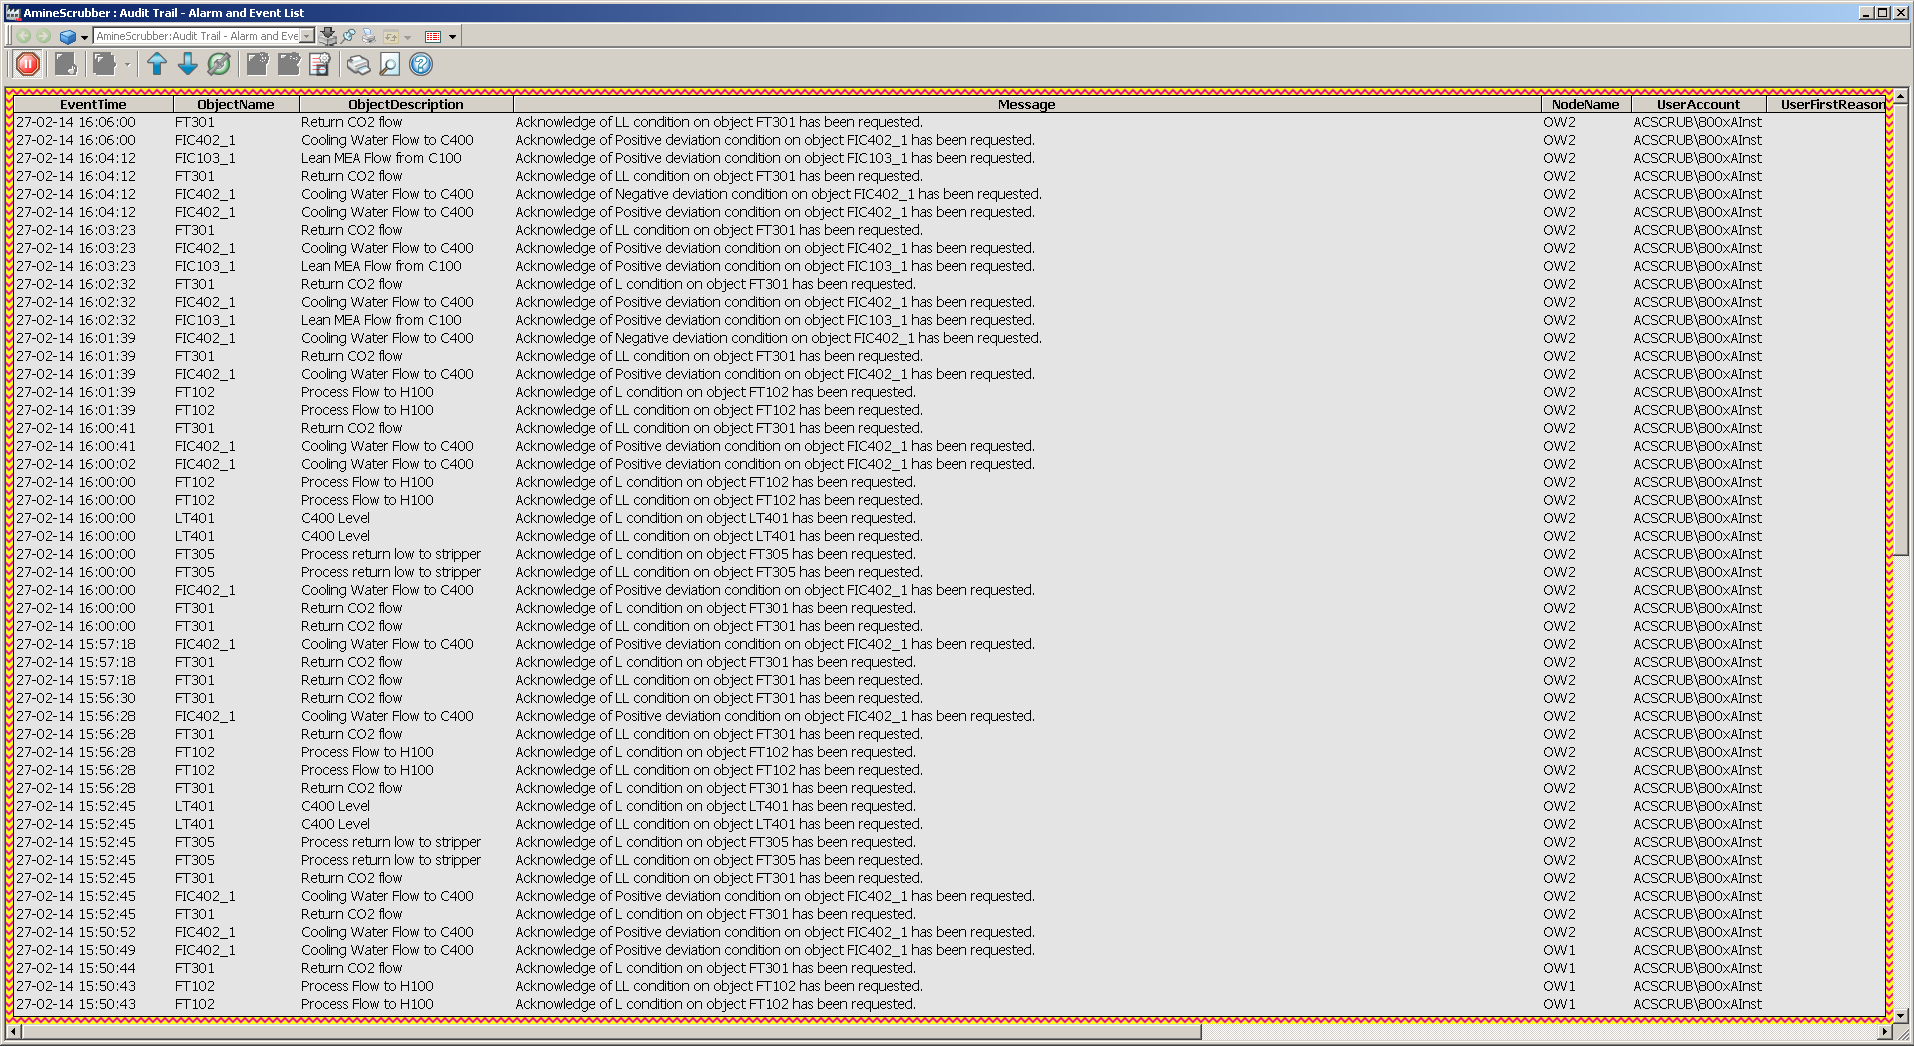 AmineScrubber : Audit Trail - Alarm and Event List
AmineScrubber:Audit Trail - Alarm and Eve
EventTime ObjectName ObjectDescription Message NodeName UserAccount UserFirstReason
27-02-14 16:06:00 FT301 Return CO2 flow Acknowledge of LL condition on object FT301 has been requested. OW2 ACSCRUB\800xAInst
27-02-14 16:06:00 FIC402_1 Cooling Water Flow to C400 Acknowledge of Positive deviation condition on object FIC402_1 has been requested. OW2 ACSCRUB\800xAInst
27-02-14 16:04:12 FIC103_1 Lean MEA Flow from C100 Acknowledge of Positive deviation condition on object FIC103_1 has been requested. OW2 ACSCRUB\800xAInst
27-02-14 16:04:12 FT301 Return CO2 flow Acknowledge of LL condition on object FT301 has been requested. OW2 ACSCRUB\800xAInst
27-02-14 16:04:12 FIC402_1 Cooling Water Flow to C400 Acknowledge of Negative deviation condition on object FIC402_1 has been requested. OW2 ACSCRUB\800xAInst
27-02-14 16:04:12 FIC402_1 Cooling Water Flow to C400 Acknowledge of Positive deviation condition on object FIC402_1 has been requested. OW2 ACSCRUB\800xAInst
27-02-14 16:03:23 FT301 Return CO2 flow Acknowledge of LL condition on object FT301 has been requested. OW2 ACSCRUB\800xAInst
27-02-14 16:03:23 FIC402_1 Cooling Water Flow to C400 Acknowledge of Positive deviation condition on object FIC402_1 has been requested. OW2 ACSCRUB\800xAInst
27-02-14 16:03:23 FIC103_1 Lean MEA Flow from C100 Acknowledge of Positive deviation condition on object FIC103_1 has been requested. OW2 ACSCRUB\800xAInst
27-02-14 16:02:32 FT301 Return CO2 flow Acknowledge of L condition on object FT301 has been requested. OW2 ACSCRUB\800xAInst
27-02-14 16:02:32 FIC402_1 Cooling Water Flow to C400 Acknowledge of Positive deviation condition on object FIC402_1 has been requested. OW2 ACSCRUB\800xAInst
27-02-14 16:02:32 FIC103_1 Lean MEA Flow from C100 Acknowledge of Positive deviation condition on object FIC103_1 has been requested. OW2 ACSCRUB\800xAInst
27-02-14 16:01:39 FIC402_1 Cooling Water Flow to C400 Acknowledge of Negative deviation condition on object FIC402_1 has been requested. OW2 ACSCRUB\800xAInst
27-02-14 16:01:39 FT301 Return CO2 flow Acknowledge of LL condition on object FT301 has been requested. OW2 ACSCRUB\800xAInst
27-02-14 16:01:39 FIC402_1 Cooling Water Flow to C400 Acknowledge of Positive deviation condition on object FIC402_1 has been requested. OW2 ACSCRUB\800xAInst
27-02-14 16:01:39 FT102 Process Flow to H100 Acknowledge of L condition on object FT102 has been requested. OW2 ACSCRUB\800xAInst
27-02-14 16:01:39 FT102 Process Flow to H100 Acknowledge of LL condition on object FT102 has been requested. OW2 ACSCRUB\800xAInst
27-02-14 16:00:41 FT301 Return CO2 flow Acknowledge of LL condition on object FT301 has been requested. OW2 ACSCRUB\800xAInst
27-02-14 16:00:41 FIC402_1 Cooling Water Flow to C400 Acknowledge of Positive deviation condition on object FIC402_1 has been requested. OW2 ACSCRUB\800xAInst
27-02-14 16:00:02 FIC402_1 Cooling Water Flow to C400 Acknowledge of Positive deviation condition on object FIC402_1 has been requested. OW2 ACSCRUB\800xAInst
27-02-14 16:00:00 FT102 Process Flow to H100 Acknowledge of L condition on object FT102 has been requested. OW2 ACSCRUB\800xAInst
27-02-14 16:00:00 FT102 Process Flow to H100 Acknowledge of LL condition on object FT102 has been requested. OW2 ACSCRUB\800xAInst
27-02-14 16:00:00 LT401 C400 Level Acknowledge of L condition on object LT401 has been requested. OW2 ACSCRUB\800xAInst
27-02-14 16:00:00 LT401 C400 Level Acknowledge of LL condition on object LT401 has been requested. OW2 ACSCRUB\800xAInst
27-02-14 16:00:00 FT305 Process return low to stripper Acknowledge of L condition on object FT305 has been requested. OW2 ACSCRUB\800xAInst
27-02-14 16:00:00 FT305 Process return low to stripper Acknowledge of LL condition on object FT305 has been requested. OW2 ACSCRUB\800xAInst
27-02-14 16:00:00 FIC402_1 Cooling Water Flow to C400 Acknowledge of Positive deviation condition on object FIC402_1 has been requested. OW2 ACSCRUB\800xAInst
27-02-14 16:00:00 FT301 Return CO2 flow Acknowledge of L condition on object FT301 has been requested. OW2 ACSCRUB\800xAInst
27-02-14 16:00:00 FT301 Return CO2 flow Acknowledge of LL condition on object FT301 has been requested. OW2 ACSCRUB\800xAInst
27-02-14 15:57:18 FIC402_1 Cooling Water Flow to C400 Acknowledge of Positive deviation condition on object FIC402_1 has been requested. OW2 ACSCRUB\800xAInst
27-02-14 15:57:18 FT301 Return CO2 flow Acknowledge of L condition on object FT301 has been requested. OW2 ACSCRUB\800xAInst
27-02-14 15:57:18 FT301 Return CO2 flow Acknowledge of LL condition on object FT301 has been requested. OW2 ACSCRUB\800xAInst
27-02-14 15:56:30 FT301 Return CO2 flow Acknowledge of LL condition on object FT301 has been requested. OW2 ACSCRUB\800xAInst
27-02-14 15:56:28 FIC402_1 Cooling Water Flow to C400 Acknowledge of Positive deviation condition on object FIC402_1 has been requested. OW2 ACSCRUB\800xAInst
27-02-14 15:56:28 FT301 Return CO2 flow Acknowledge of LL condition on object FT301 has been requested. OW2 ACSCRUB\800xAInst
27-02-14 15:56:28 FT102 Process Flow to H100 Acknowledge of L condition on object FT102 has been requested. OW2 ACSCRUB\800xAInst
27-02-14 15:56:28 FT102 Process Flow to H100 Acknowledge of LL condition on object FT102 has been requested. OW2 ACSCRUB\800xAInst
27-02-14 15:56:28 FT301 Return CO2 flow Acknowledge of L condition on object FT301 has been requested. OW2 ACSCRUB\800xAInst
27-02-14 15:52:45 LT401 C400 Level Acknowledge of L condition on object LT401 has been requested. OW2 ACSCRUB\800xAInst
27-02-14 15:52:45 LT401 C400 Level Acknowledge of LL condition on object LT401 has been requested. OW2 ACSCRUB\800xAInst
27-02-14 15:52:45 FT305 Process return low to stripper Acknowledge of L condition on object FT305 has been requested. OW2 ACSCRUB\800xAInst
27-02-14 15:52:45 FT305 Process return low to stripper Acknowledge of LL condition on object FT305 has been requested. OW2 ACSCRUB\800xAInst
27-02-14 15:52:45 FT301 Return CO2 flow Acknowledge of LL condition on object FT301 has been requested. OW2 ACSCRUB\800xAInst
27-02-14 15:52:45 FIC402_1 Cooling Water Flow to C400 Acknowledge of Positive deviation condition on object FIC402_1 has been requested. OW2 ACSCRUB\800xAInst
27-02-14 15:52:45 FT301 Return CO2 flow Acknowledge of L condition on object FT301 has been requested. OW2 ACSCRUB\800xAInst
27-02-14 15:50:52 FIC402_1 Cooling Water Flow to C400 Acknowledge of Positive deviation condition on object FIC402_1 has been requested. OW2 ACSCRUB\800xAInst
27-02-14 15:50:49 FIC402_1 Cooling Water Flow to C400 Acknowledge of Positive deviation condition on object FIC402_1 has been requested. OW1 ACSCRUB\800xAInst
27-02-14 15:50:44 FT301 Return CO2 flow Acknowledge of L condition on object FT301 has been requested. OW1 ACSCRUB\800xAInst
27-02-14 15:50:43 FT102 Process Flow to H100 Acknowledge of LL condition on object FT102 has been requested. OW1 ACSCRUB\800xAInst
27-02-14 15:50:43 FT102 Process Flow to H100 Acknowledge of L condition on object FT102 has been requested. OW1 ACSCRUB\800xAInst